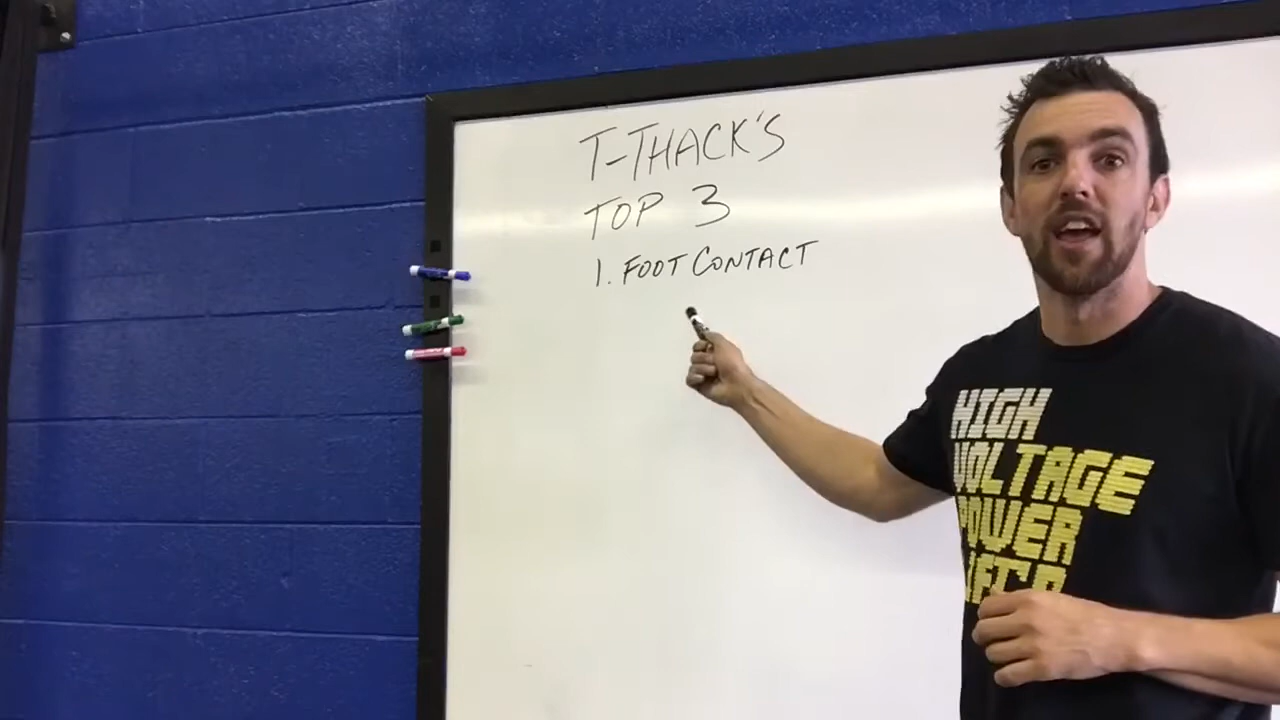 T-THACK'S
TOP 3
1. FOOT CONTACT
HIGH
VOLTAGE
POWER